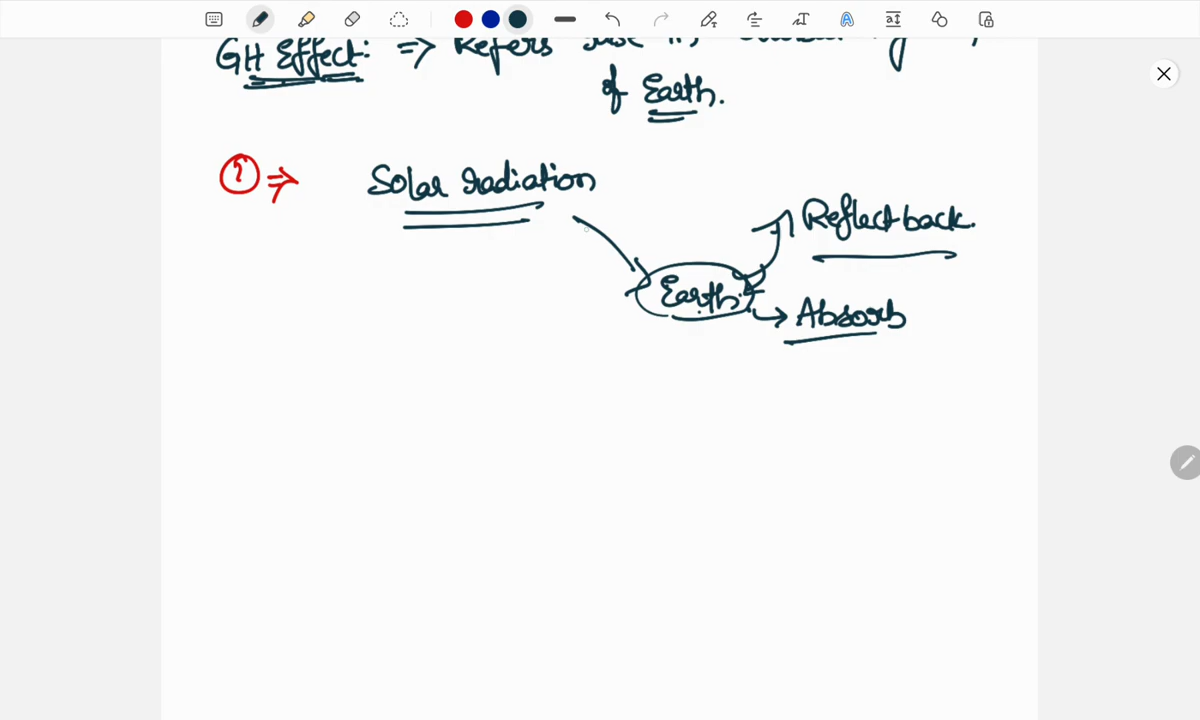 GH Effect: => Refers
of Earth.
① => Solar radiation
Reflect back.
Earth.
Absorb